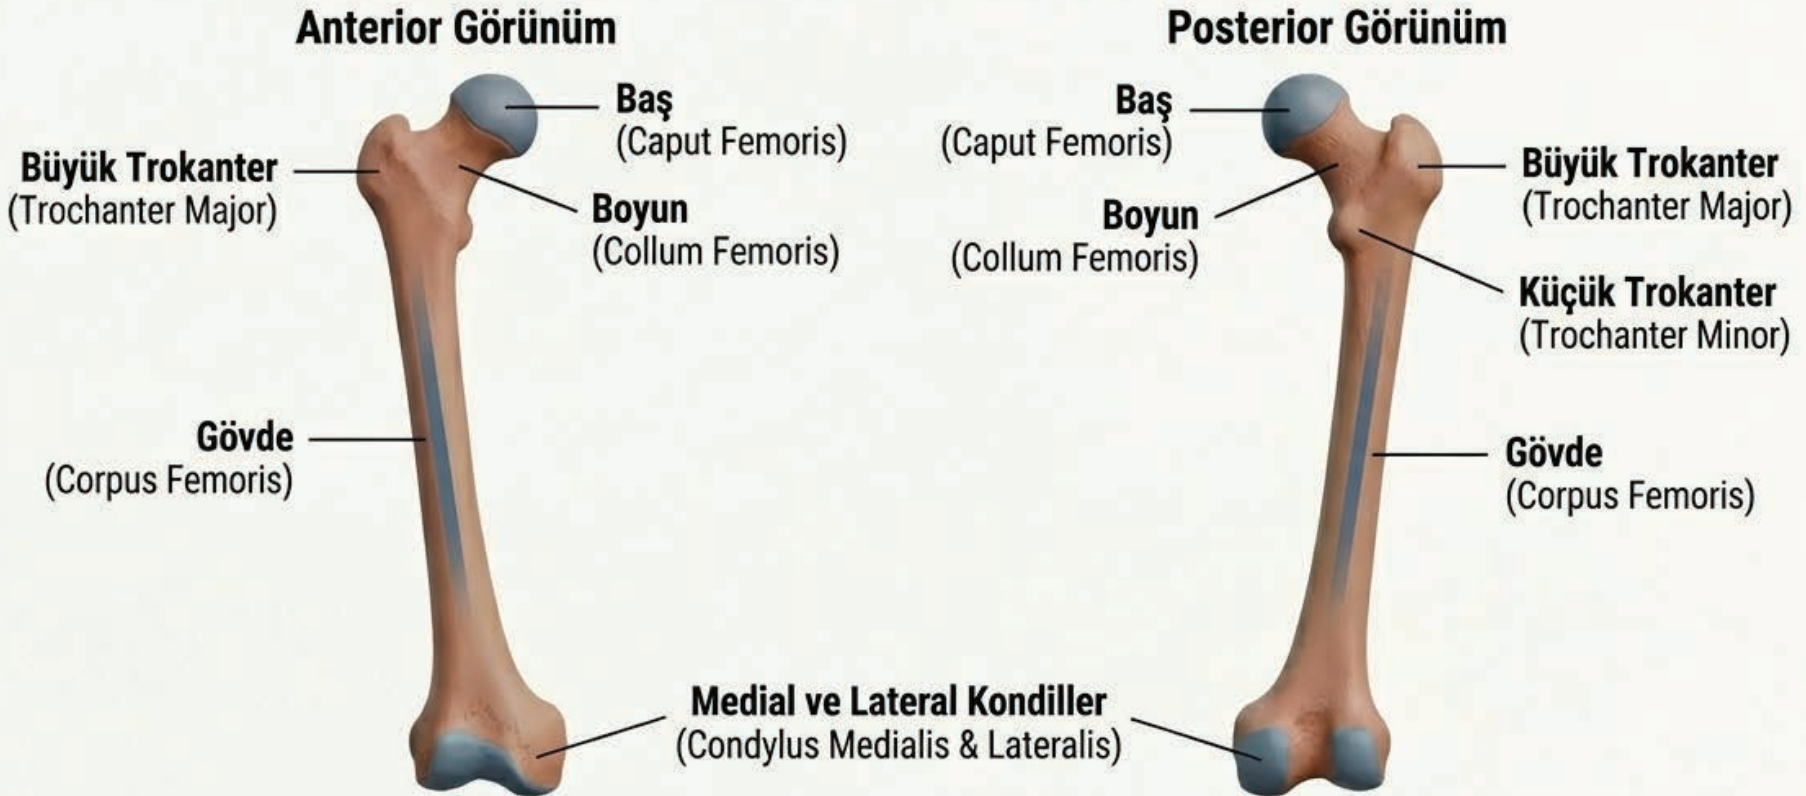 Anterior Görünüm
Baş
(Caput Femoris)
Büyük Trokanter
(Trochanter Major)
Boyun
(Collum Femoris)
Gövde
(Corpus Femoris)
Posterior Görünüm
Baş
(Caput Femoris)
Büyük Trokanter
(Trochanter Major)
Boyun
(Collum Femoris)
Küçük Trokanter
(Trochanter Minor)
Gövde
(Corpus Femoris)
Medial ve Lateral Kondiller
(Condylus Medialis & Lateralis)